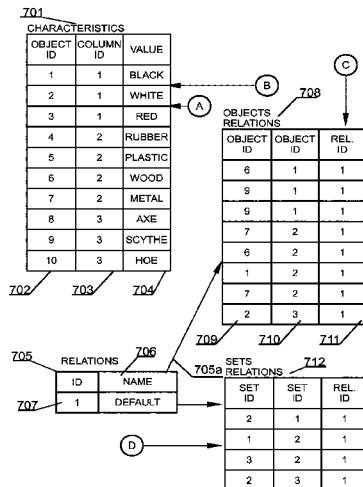 701
CHARACTERISTICS
OBJECT ID COLUMN ID VALUE
1 1 BLACK
2 1 WHITE
3 1 RED
4 2 RUBBER
5 2 PLASTIC
6 2 WOOD
7 2 METAL
8 3 AXE
9 3 SCYTHE
10 3 HOE
702 703 704
B
A
C
708
OBJECTS RELATIONS
OBJECT ID OBJECT ID REL. ID
6 1 1
9 1 1
9 1 1
7 2 1
6 2 1
1 2 1
7 2 1
2 3 1
709 710 711
705 RELATIONS 706
ID NAME
1 DEFAULT
707
705a
SETS RELATIONS 712
SET ID SET ID REL. ID
2 1 1
1 2 1
3 2 1
2 3 1
D